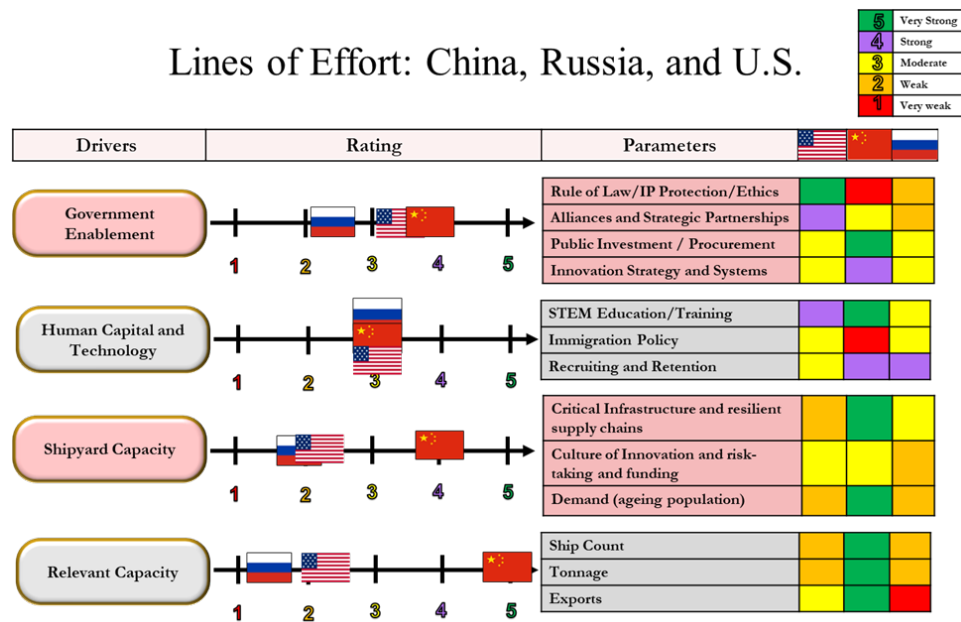 5 Very Strong
4 Strong
3 Moderate
2 Weak
1 Very weak
Lines of Effort: China, Russia, and U.S.
Drivers Rating Parameters
Government
Enablement
1 2 3 4 5
Rule of Law/IP Protection/Ethics
Alliances and Strategic Partnerships
Public Investment / Procurement
Innovation Strategy and Systems
Human Capital and
Technology
1 2 3 4 5
STEM Education/Training
Immigration Policy
Recruiting and Retention
Shipyard Capacity
1 2 3 4 5
Critical Infrastructure and resilient
supply chains
Culture of Innovation and risk-
taking and funding
Demand (ageing population)
Relevant Capacity
1 2 3 4 5
Ship Count
Tonnage
Exports